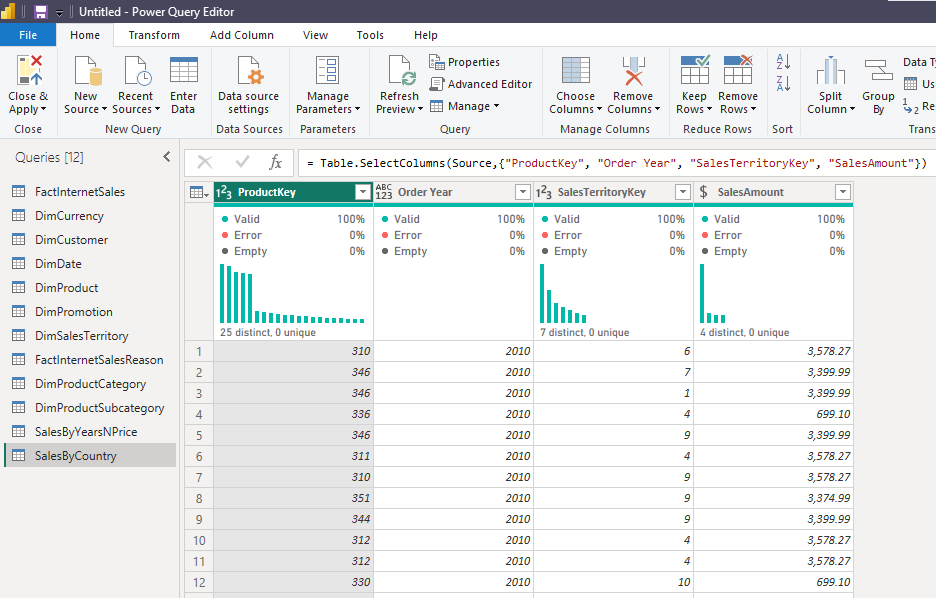 Untitled - Power Query Editor
File Home Transform Add Column View Tools Help
Close & Apply
New Source
Recent Sources
Enter Data
Data source settings
Manage Parameters
Refresh Preview
Properties
Advanced Editor
Manage
Choose Columns
Remove Columns
Keep Rows
Remove Rows
Split Column
Group By
Data Ty
Us
Re
Close New Query Data Sources Parameters Query Manage Columns Reduce Rows Sort Trans
Queries [12]
FactInternetSales
DimCurrency
DimCustomer
DimDate
DimProduct
DimPromotion
DimSalesTerritory
FactInternetSalesReason
DimProductCategory
DimProductSubcategory
SalesByYearsNPrice
SalesByCountry
fx = Table.SelectColumns(Source,{"ProductKey", "Order Year", "SalesTerritoryKey", "SalesAmount"})
123 ProductKey ABC 123 Order Year 123 SalesTerritoryKey $ SalesAmount
Valid 100% Valid 100% Valid 100% Valid 100%
Error 0% Error 0% Error 0% Error 0%
Empty 0% Empty 0% Empty 0% Empty 0%
25 distinct, 0 unique 7 distinct, 0 unique 4 distinct, 0 unique
1 310 2010 6 3,578.27
2 346 2010 7 3,399.99
3 346 2010 1 3,399.99
4 336 2010 4 699.10
5 346 2010 9 3,399.99
6 311 2010 4 3,578.27
7 310 2010 9 3,578.27
8 351 2010 9 3,374.99
9 344 2010 9 3,399.99
10 312 2010 4 3,578.27
11 312 2010 4 3,578.27
12 330 2010 10 699.10